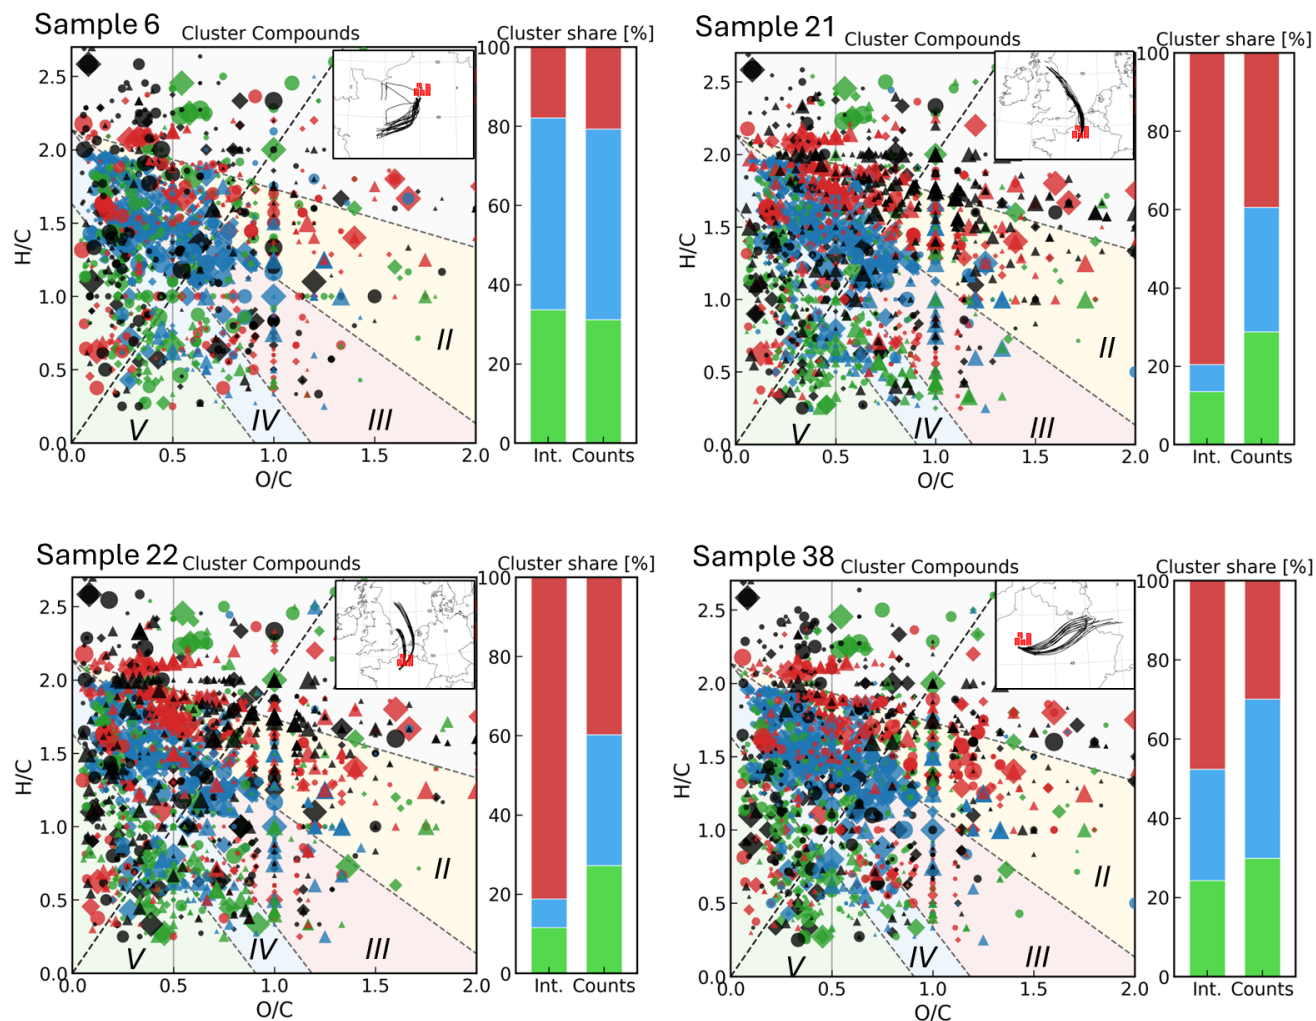 Sample 6
Cluster Compounds
Cluster share [%]
H/C
2.5
2.0
1.5
1.0
0.5
0.0
0.0 0.5 1.0 1.5 2.0
O/C
II
III
IV
V
100
80
60
40
20
0
Int. Counts
Sample 21
Cluster Compounds
Cluster share [%]
H/C
2.5
2.0
1.5
1.0
0.5
0.0
0.0 0.5 1.0 1.5 2.0
O/C
II
III
IV
V
100
80
60
40
20
0
Int. Counts
Sample 22
Cluster Compounds
Cluster share [%]
H/C
2.5
2.0
1.5
1.0
0.5
0.0
0.0 0.5 1.0 1.5 2.0
O/C
II
III
IV
V
100
80
60
40
20
0
Int. Counts
Sample 38
Cluster Compounds
Cluster share [%]
H/C
2.5
2.0
1.5
1.0
0.5
0.0
0.0 0.5 1.0 1.5 2.0
O/C
II
III
IV
V
100
80
60
40
20
0
Int. Counts